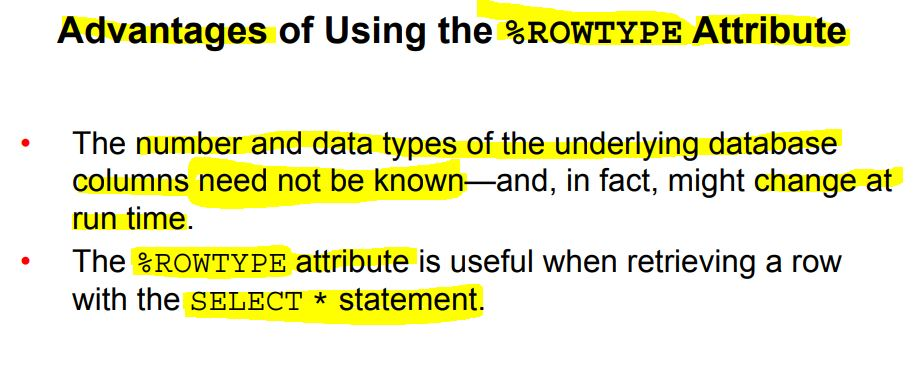 Advantages of Using the %ROWTYPE Attribute
• The number and data types of the underlying database
columns need not be known—and, in fact, might change at
run time.
• The %ROWTYPE attribute is useful when retrieving a row
with the SELECT * statement.